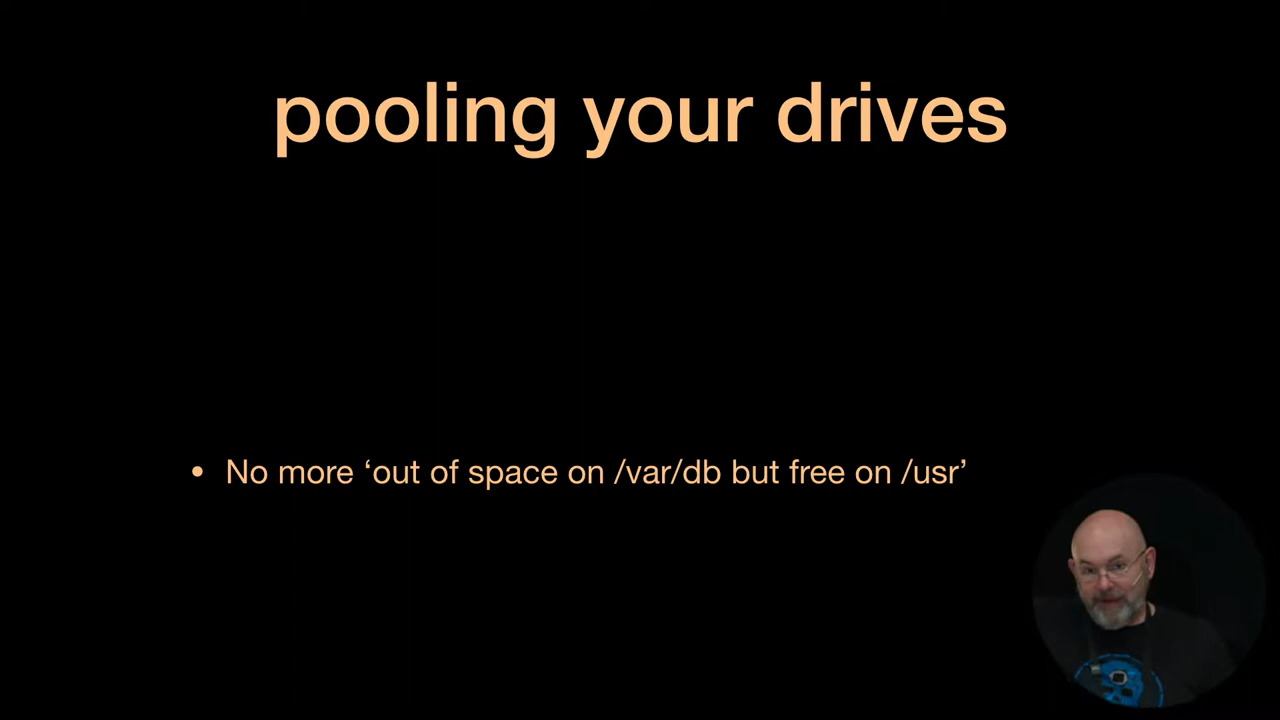 pooling your drives
• No more ‘out of space on /var/db but free on /usr’